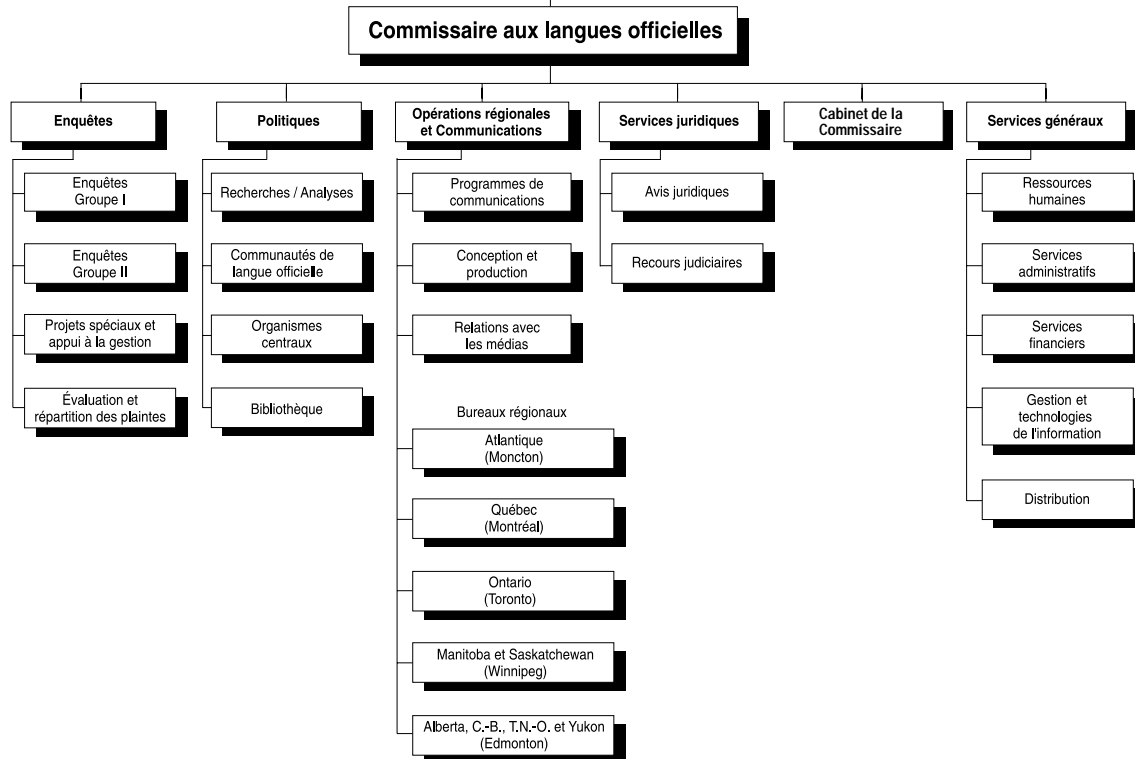 Commissaire aux langues officielles
Enquêtes
Enquêtes
Groupe I
Enquêtes
Groupe II
Projets spéciaux et
appui à la gestion
Évaluation et
répartition des plaintes
Politiques
Recherches / Analyses
Communautés de
langue officielle
Organismes
centraux
Bibliothèque
Opérations régionales
et Communications
Programmes de
communications
Conception et
production
Relations avec
les médias
Bureaux régionaux
Atlantique
(Moncton)
Québec
(Montréal)
Ontario
(Toronto)
Manitoba et Saskatchewan
(Winnipeg)
Alberta, C.-B., T.N.-O. et Yukon
(Edmonton)
Services juridiques
Avis juridiques
Recours judiciaires
Cabinet de la
Commissaire
Services généraux
Ressources
humaines
Services
administratifs
Services
financiers
Gestion et
technologies
de l'information
Distribution